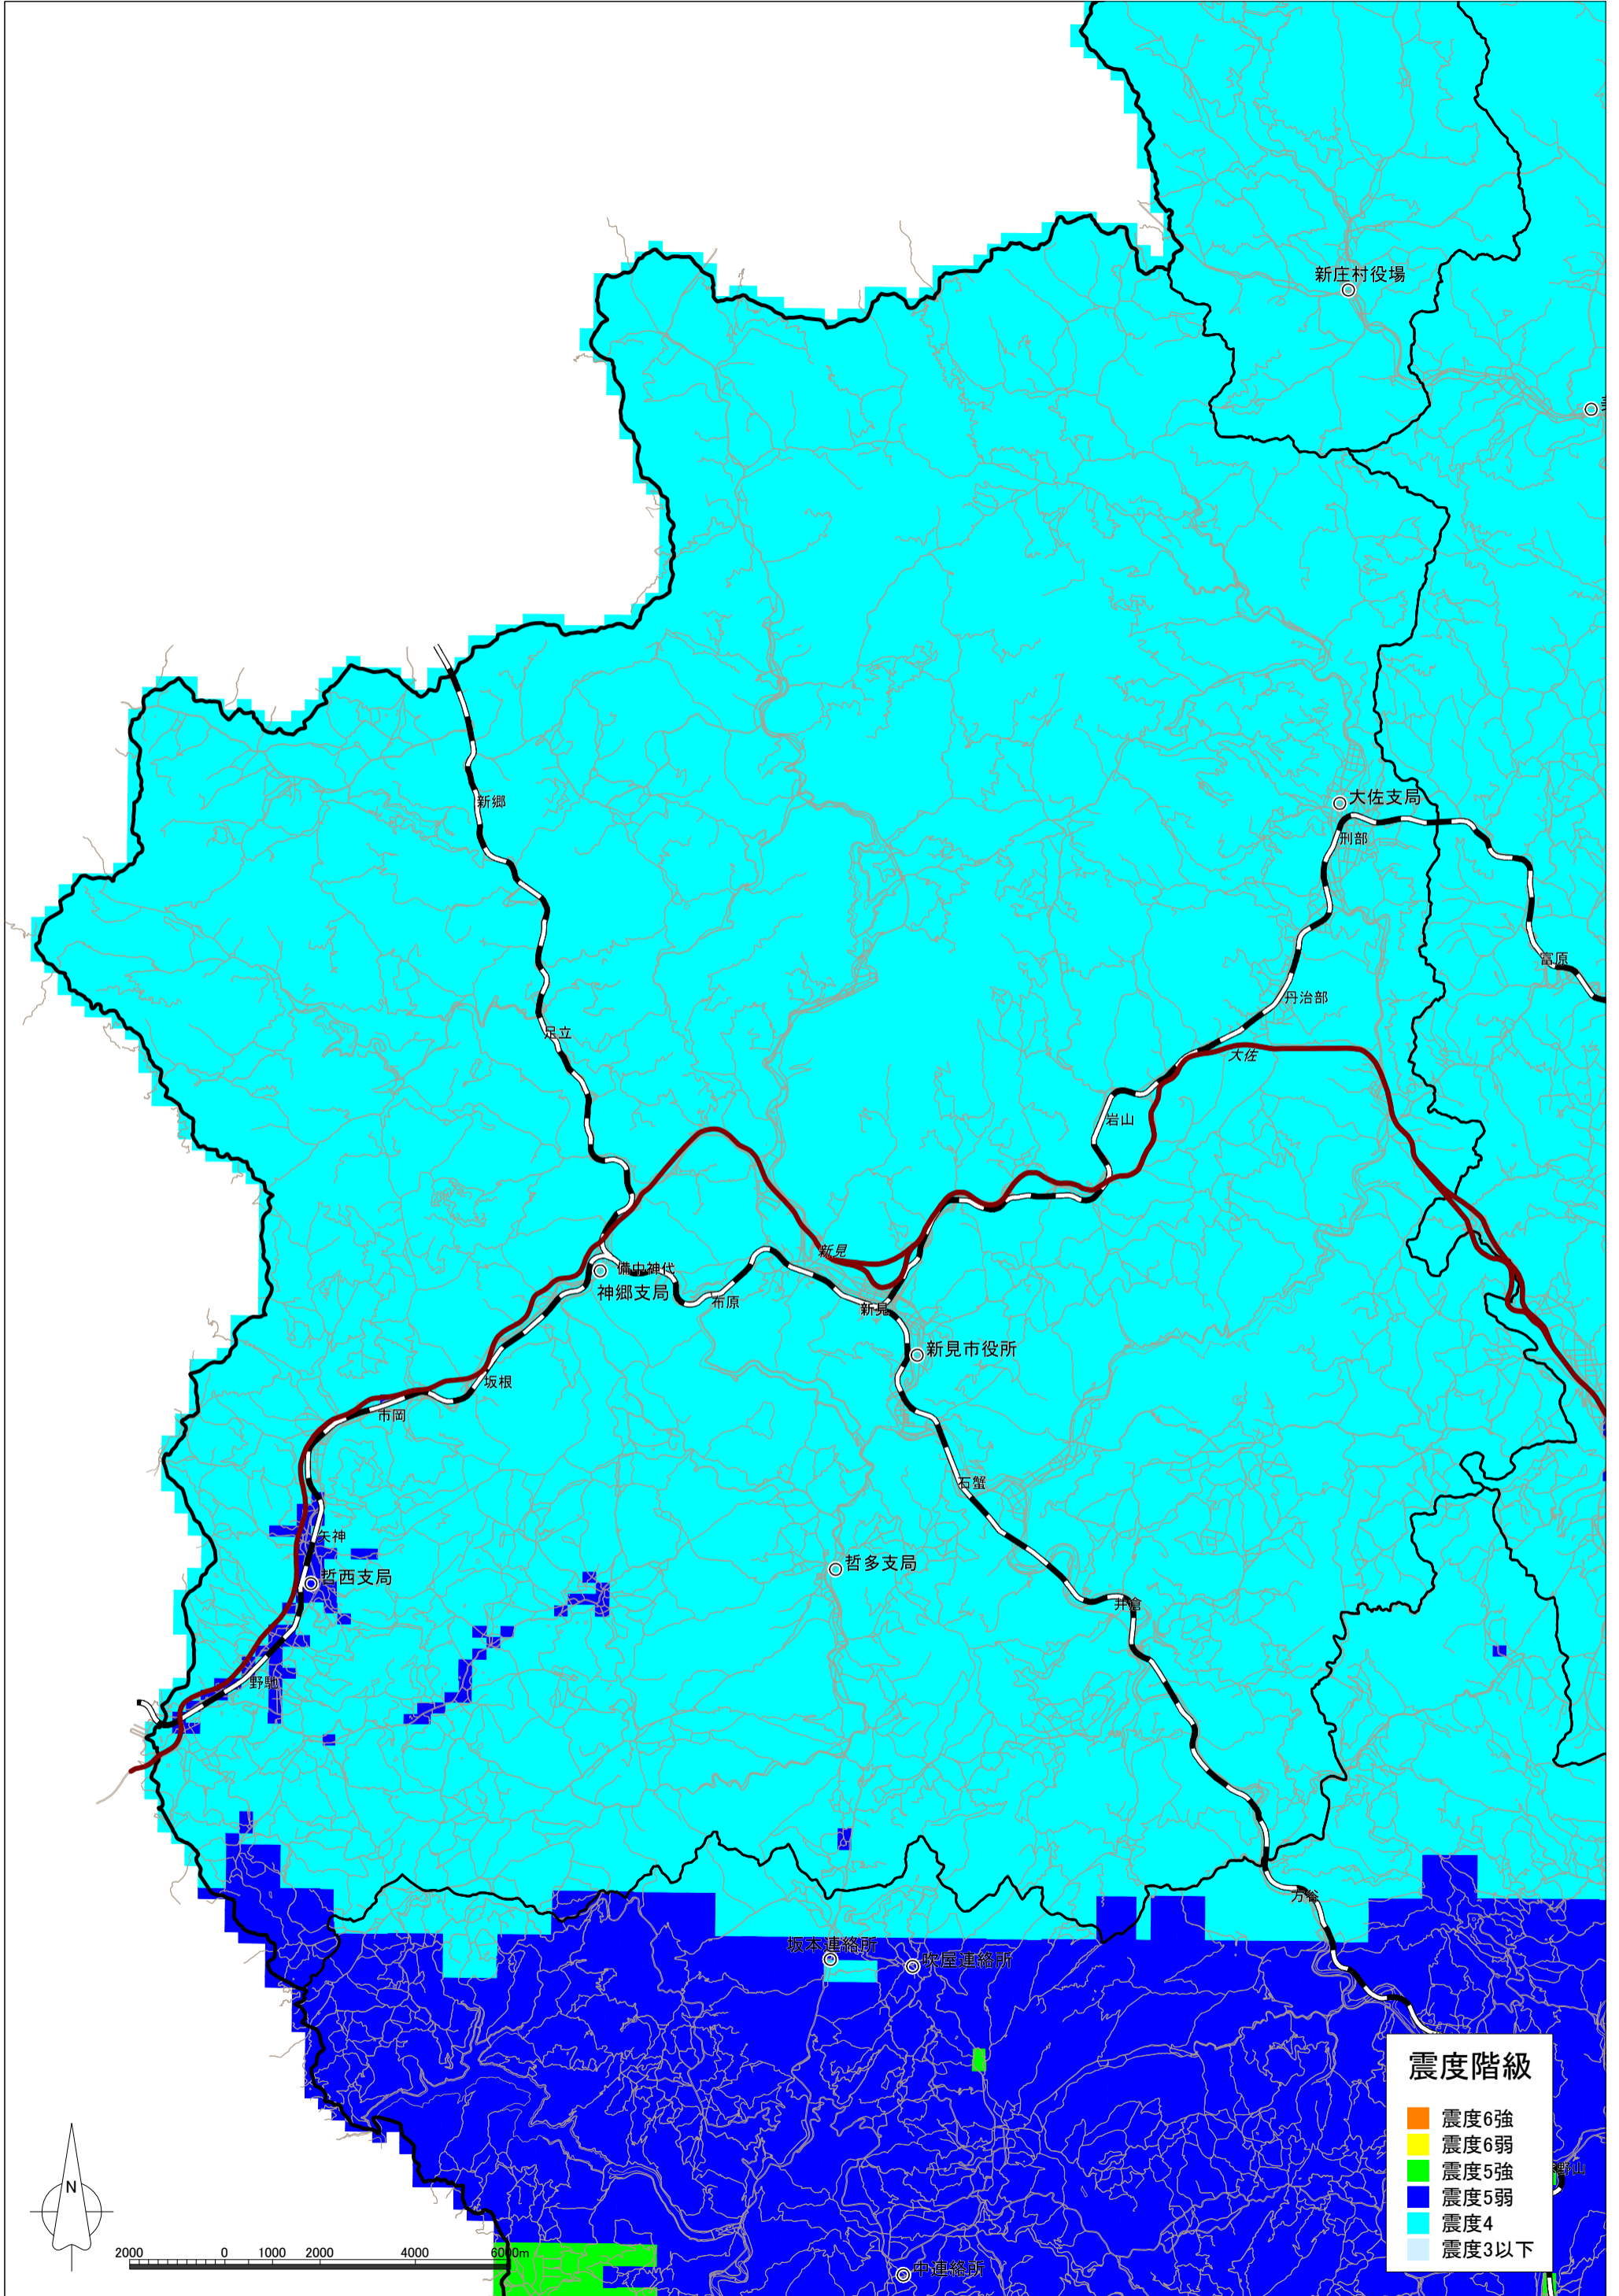 新庄村役場
新郷
大佐支局
刑部
富原
丹治部
足立
大佐
岩山
新見
備中神代
神郷支局
布原
新見
新見市役所
坂根
市岡
石蟹
矢神
哲多支局
哲西支局
井倉
野馳
方谷
坂本連絡所
吹屋連絡所
震度階級
震度6強
震度6弱
震度5強
震度5弱
震度4
震度3以下
野山
N
2000 0 1000 2000 4000 6000m
中連絡所